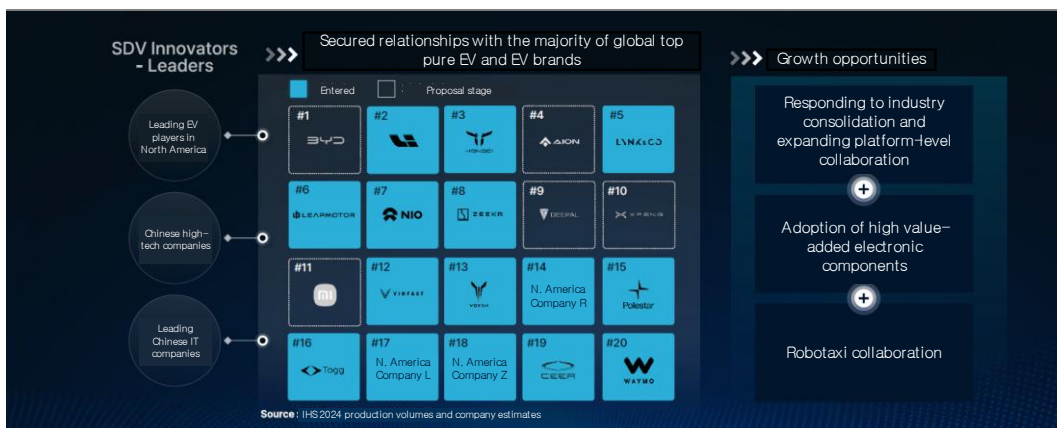 SDV Innovators
- Leaders
Secured relationships with the majority of global top
pure EV and EV brands
Growth opportunities
Entered
Proposal stage
Leading EV
players in
North America
Chinese high-
tech companies
Leading
Chinese IT
companies
#1
BYD
#2
#3
#4
AION
#5
LYNK&CO
#6
LEAPMOTOR
#7
NIO
#8
ZEEKR
#9
DEEPAL
#10
XPENG
#11
mi
#12
VINFAST
#13
VOYAH
#14
N. America
Company R
#15
Polestar
#16
Togg
#17
N. America
Company L
#18
N. America
Company Z
#19
CEER
#20
WAYMO
Responding to industry
consolidation and
expanding platform-level
collaboration
Adoption of high value-
added electronic
components
Robotaxi collaboration
Source : IHS 2024 production volumes and company estimates